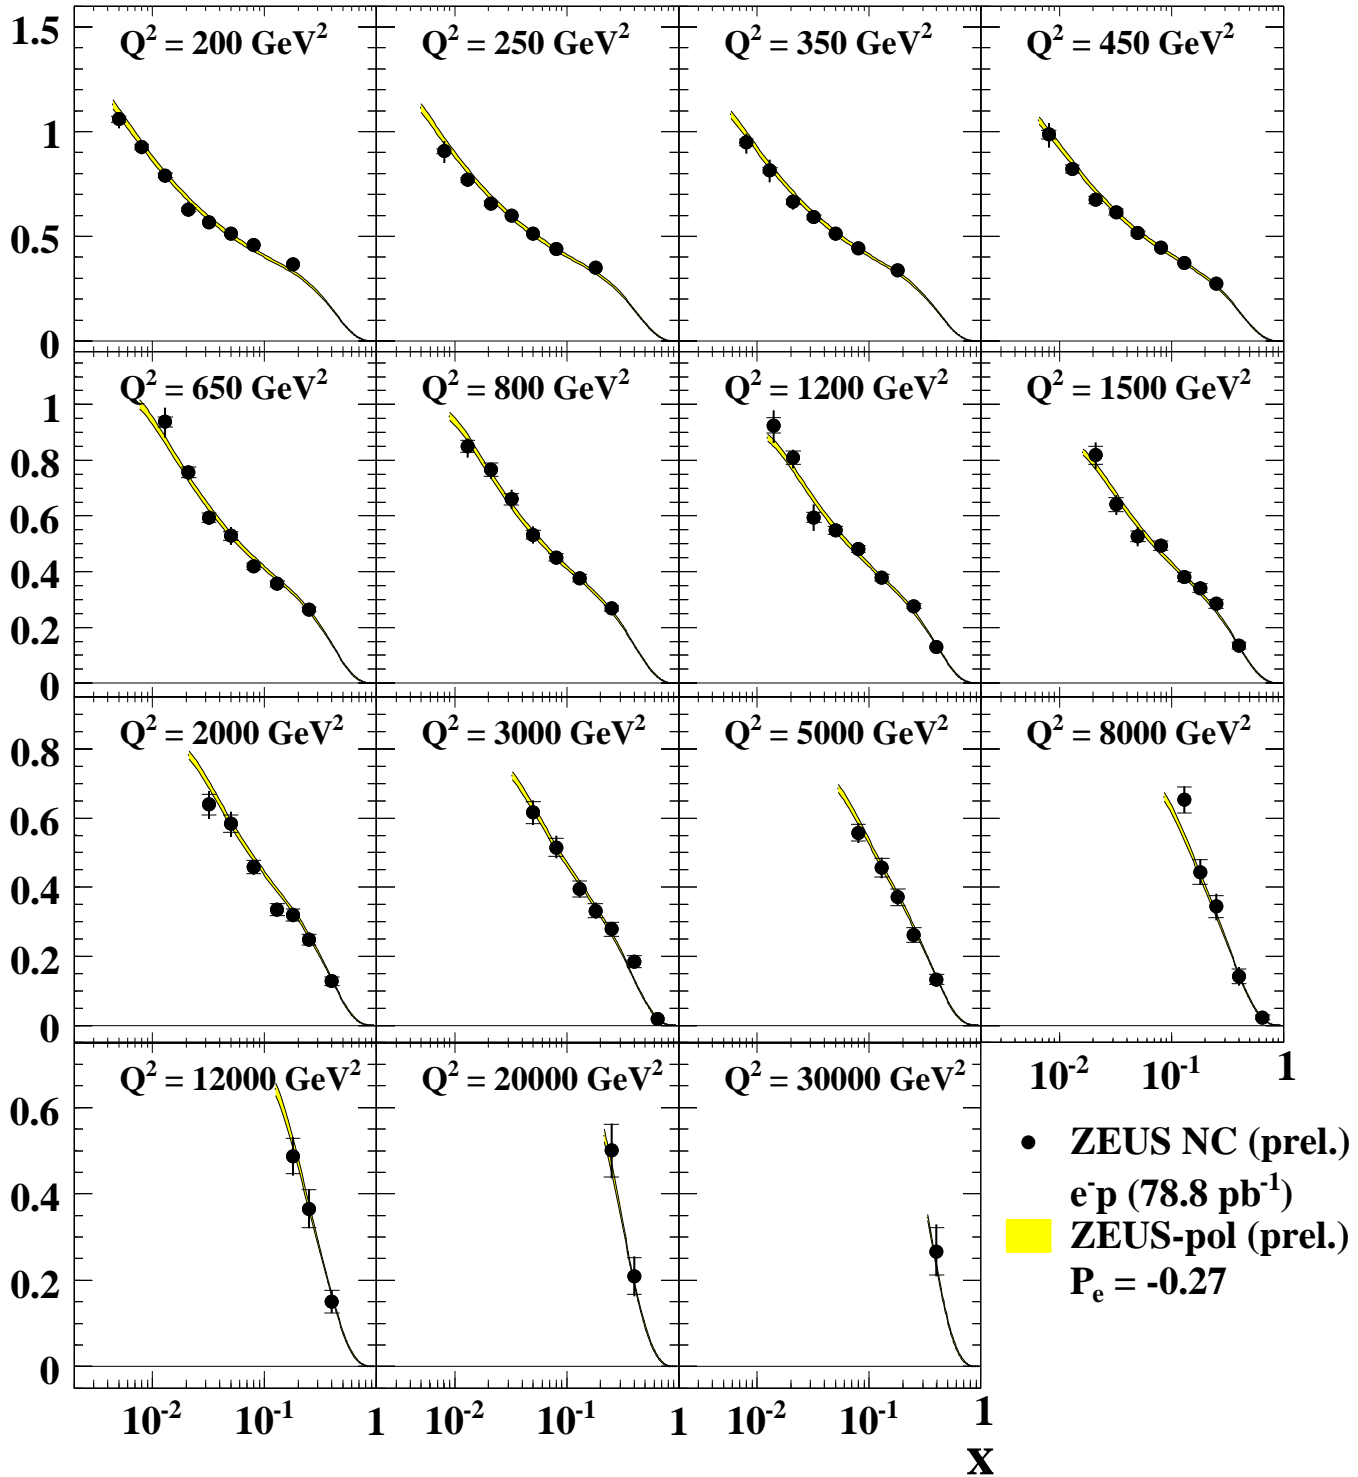 1.5
1
0.5
0
Q² = 200 GeV²
Q² = 250 GeV²
Q² = 350 GeV²
Q² = 450 GeV²
1
0.8
0.6
0.4
0.2
0
Q² = 650 GeV²
Q² = 800 GeV²
Q² = 1200 GeV²
Q² = 1500 GeV²
0.8
0.6
0.4
0.2
0
Q² = 2000 GeV²
Q² = 3000 GeV²
Q² = 5000 GeV²
Q² = 8000 GeV²
10⁻² 10⁻¹ 1
0.6
0.4
0.2
0
Q² = 12000 GeV²
Q² = 20000 GeV²
Q² = 30000 GeV²
10⁻² 10⁻¹ 1
10⁻² 10⁻¹ 1
10⁻² 10⁻¹ 1
x
ZEUS NC (prel.)
e⁻p (78.8 pb⁻¹)
ZEUS-pol (prel.)
Pₑ = -0.27